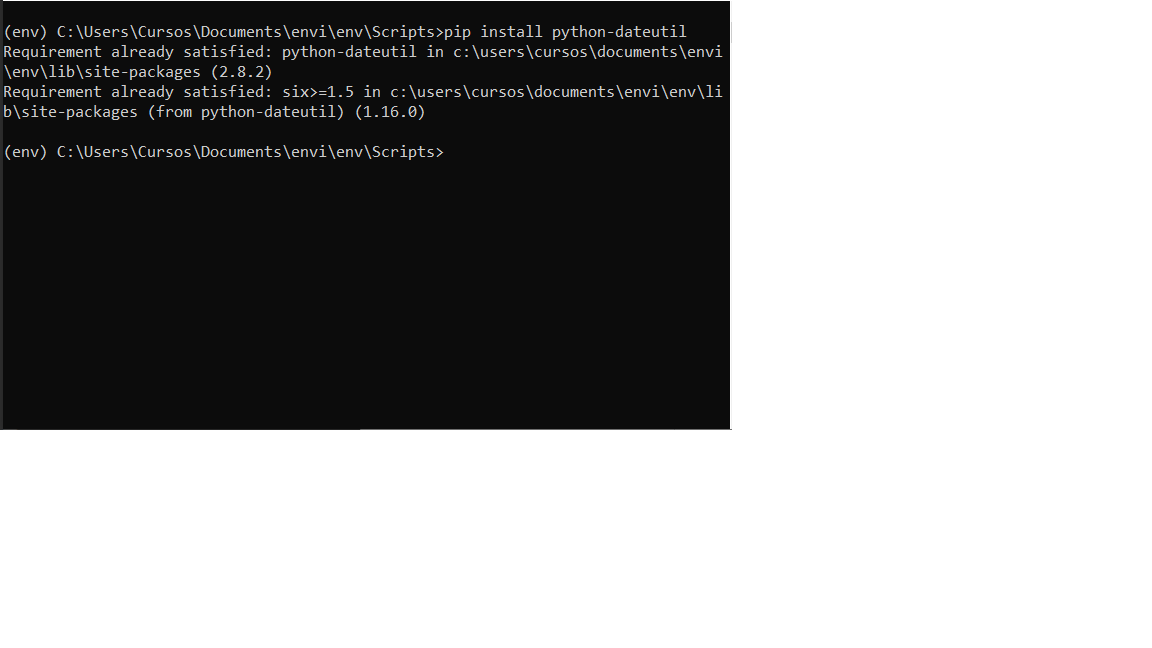 (env) C:\Users\Cursos\Documents\envi\env\Scripts>pip install python-dateutil
Requirement already satisfied: python-dateutil in c:\users\cursos\documents\envi
\env\lib\site-packages (2.8.2)
Requirement already satisfied: six>=1.5 in c:\users\cursos\documents\envi\env\li
b\site-packages (from python-dateutil) (1.16.0)
(env) C:\Users\Cursos\Documents\envi\env\Scripts>